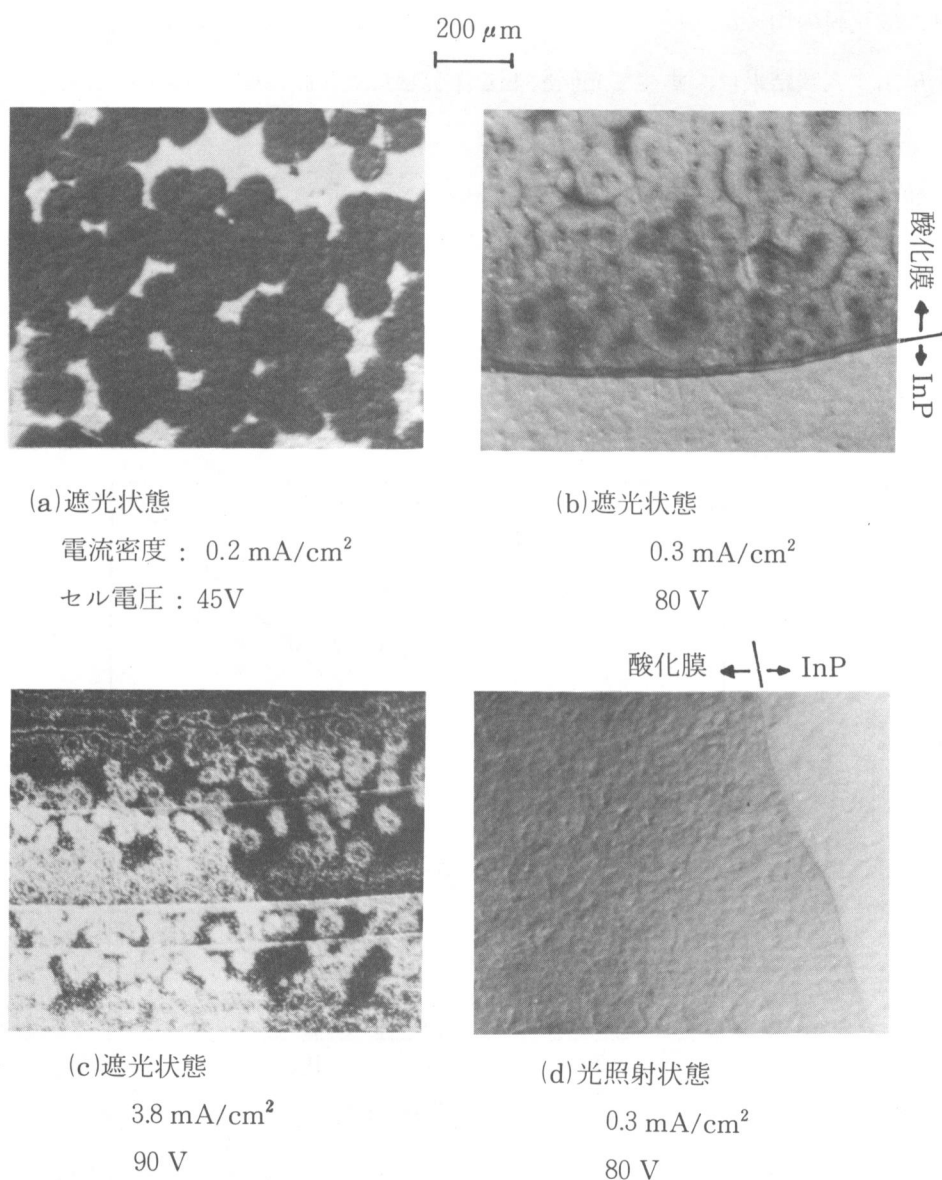 200 μm
酸化膜
InP
(a)遮光状態
電流密度 : 0.2 mA/cm²
セル電圧 : 45V
(b)遮光状態
0.3 mA/cm²
80 V
酸化膜 InP
(c)遮光状態
3.8 mA/cm²
90 V
(d)光照射状態
0.3 mA/cm²
80 V